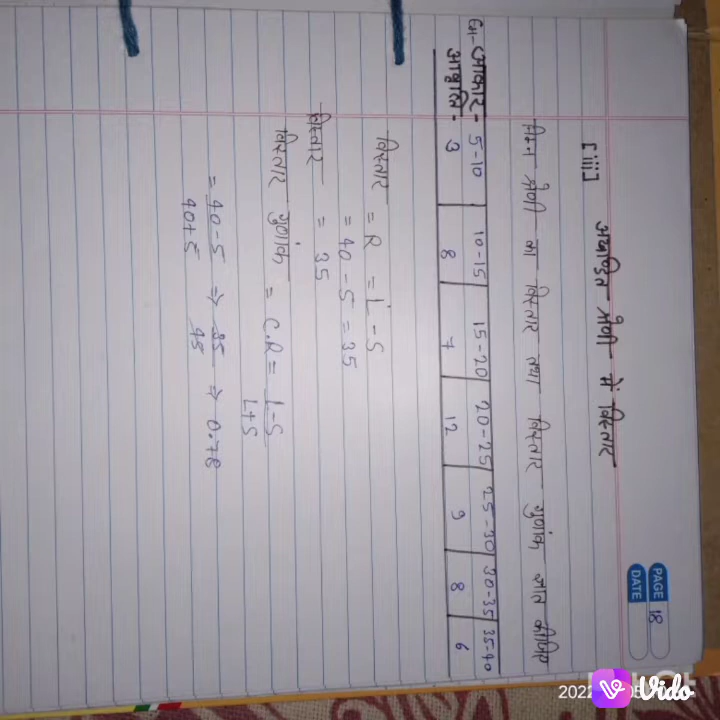 PAGE 18
DATE
[iii] अखण्डित श्रेणी में विस्तार
निम्न श्रेणी का विस्तार तथा विस्तार गुणांक ज्ञात कीजिए
आकार - 5-10 10-15 15-20 20-25 25-30 30-35 35-40
आवृत्ति - 3 8 7 12 9 8 6
विस्तार = R = L - S
= 40 - 5 = 35
विस्तार = 35
विस्तार गुणांक = C.R = L-S / L+S
= 40-5 / 40+5 ⇒ 35 / 45 ⇒ 0.78
2022
Vido